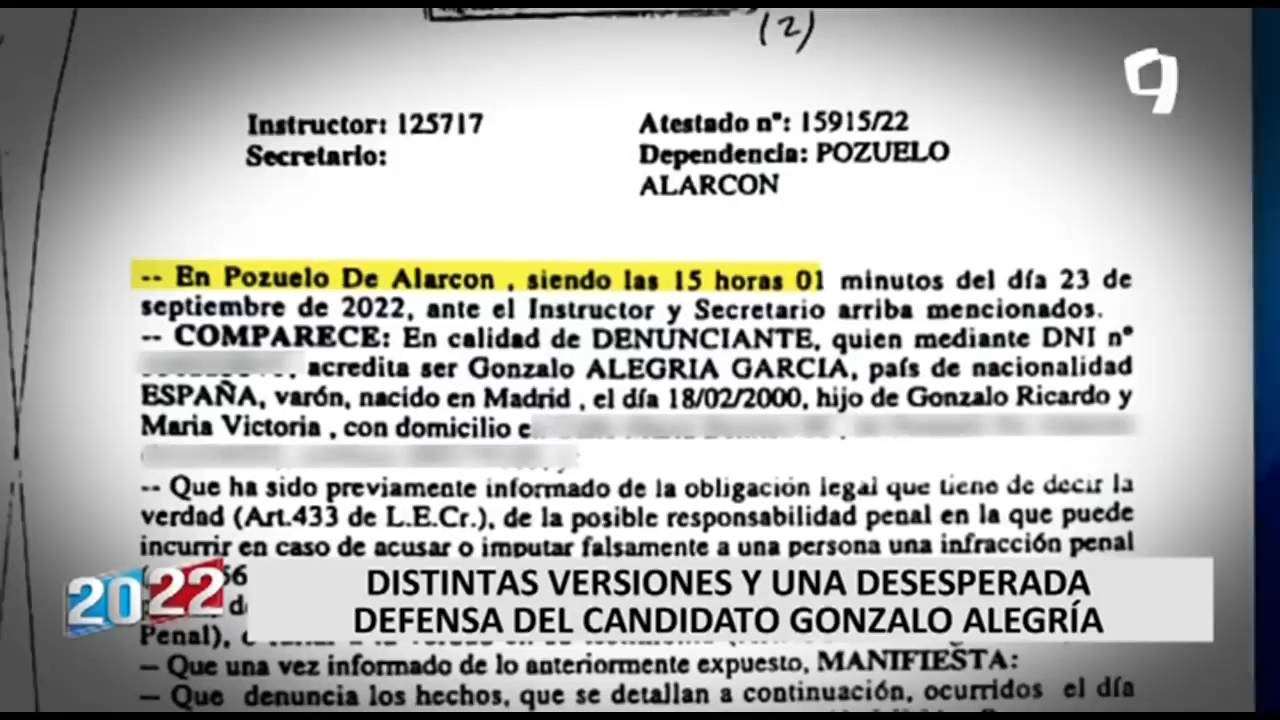 (2)
Instructor: 125717
Secretario:
Atestado nº: 15915/22
Dependencia: POZUELO
ALARCON
-- En Pozuelo De Alarcon , siendo las 15 horas 01 minutos del día 23 de
septiembre de 2022, ante el Instructor y Secretario arriba mencionados.
-- COMPARECE: En calidad de DENUNCIANTE, quien mediante DNI nº
, acredita ser Gonzalo ALEGRIA GARCIA, país de nacionalidad
ESPAÑA, varón, nacido en Madrid , el día 18/02/2000, hijo de Gonzalo Ricardo y
Maria Victoria , con domicilio
-- Que ha sido previamente informado de la obligación legal que tiene de decir la
verdad (Art.433 de L.E.Cr.), de la posible responsabilidad penal en la que puede
incurrir en caso de acusar o imputar falsamente a una persona una infracción penal
2022
DISTINTAS VERSIONES Y UNA DESESPERADA
DEFENSA DEL CANDIDATO GONZALO ALEGRÍA
Penal),
— Que una vez informado de lo anteriormente expuesto, MANIFIESTA:
— Que denuncia los hechos, que se detallan a continuación, ocurridos el día